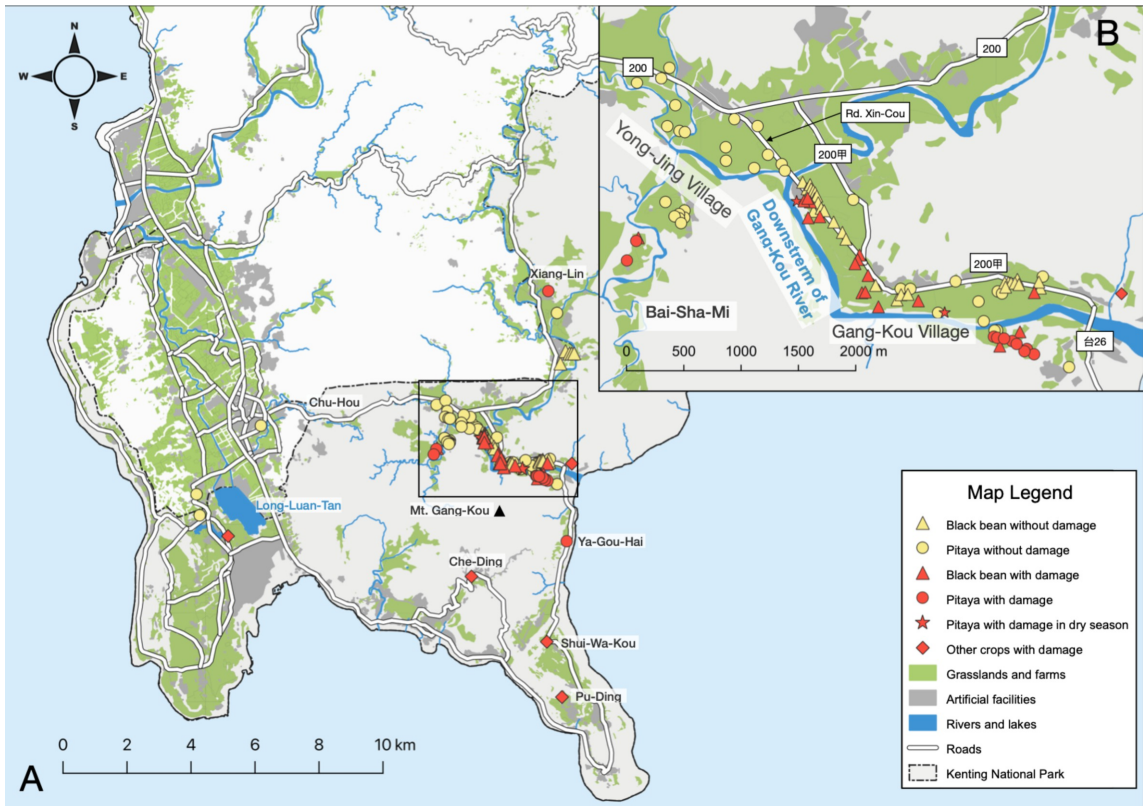 N
W
E
S
A
Xiang-Lin
Chu-Hou
Long-Luan-Tan
Mt. Gang-Kou
Ya-Gou-Hai
Che-Ding
Shui-Wa-Kou
Pu-Ding
0 2 4 6 8 10 km
B
200
200
Rd. Xin-Cou
200甲
Yong-Jing Village
Downstrerm of
Gang-Kou River
200甲
Bai-Sha-Mi
Gang-Kou Village
台26
0 500 1000 1500 2000 m
Map Legend
Black bean without damage
Pitaya without damage
Black bean with damage
Pitaya with damage
Pitaya with damage in dry season
Other crops with damage
Grasslands and farms
Artificial facilities
Rivers and lakes
Roads
Kenting National Park